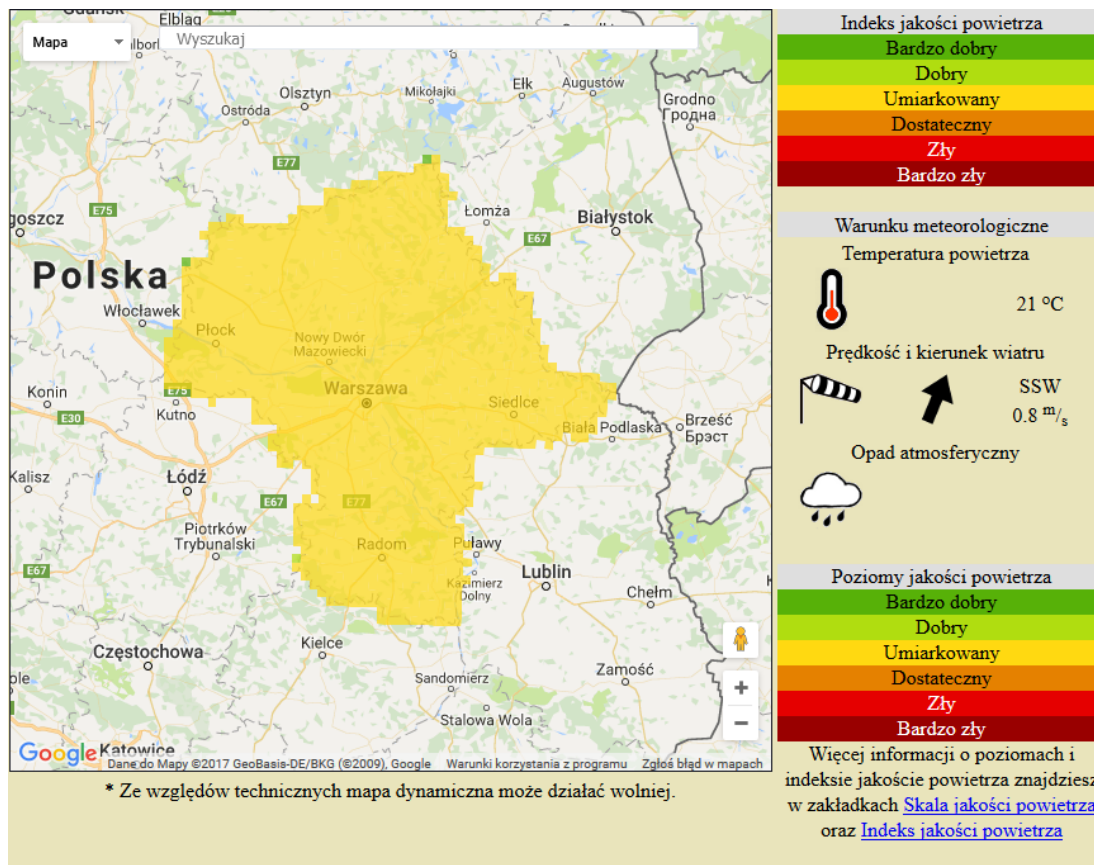 Elbląg
Mapa
Wyszukaj
Olsztyn
Mikołajki
Ełk
Augustów
Ostróda
Grodno
Гродна
E77
E75
Łomża
Białystok
E67
Polska
Włocławek
Płock
Nowy Dwór
Mazowiecki
Warszawa
Konin
E75
Siedlce
E30
Kutno
Biała Podlaska
Brześć
Брэст
Kalisz
Łódź
E67
E77
Piotrków
Trybunalski
Radom
Puławy
E67
Kazimierz
Dolny
Lublin
Chełm
Kielce
Częstochowa
Zamość
Sandomierz
Stalowa Wola
Google
Katowice
Dane do Mapy ©2017 GeoBasis-DE/BKG (©2009), Google Warunki korzystania z programu Zgłoś błąd w mapach
* Ze względów technicznych mapa dynamiczna może działać wolniej.
Indeks jakości powietrza
Bardzo dobry
Dobry
Umiarkowany
Dostateczny
Zły
Bardzo zły
Warunku meteorologiczne
Temperatura powietrza
21 °C
Prędkość i kierunek wiatru
SSW
0.8 m/s
Opad atmosferyczny
Poziomy jakości powietrza
Bardzo dobry
Dobry
Umiarkowany
Dostateczny
Zły
Bardzo zły
Więcej informacji o poziomach i
indeksie jakoście powietrza znajdziesz
w zakładkach Skala jakości powietrza
oraz Indeks jakości powietrza